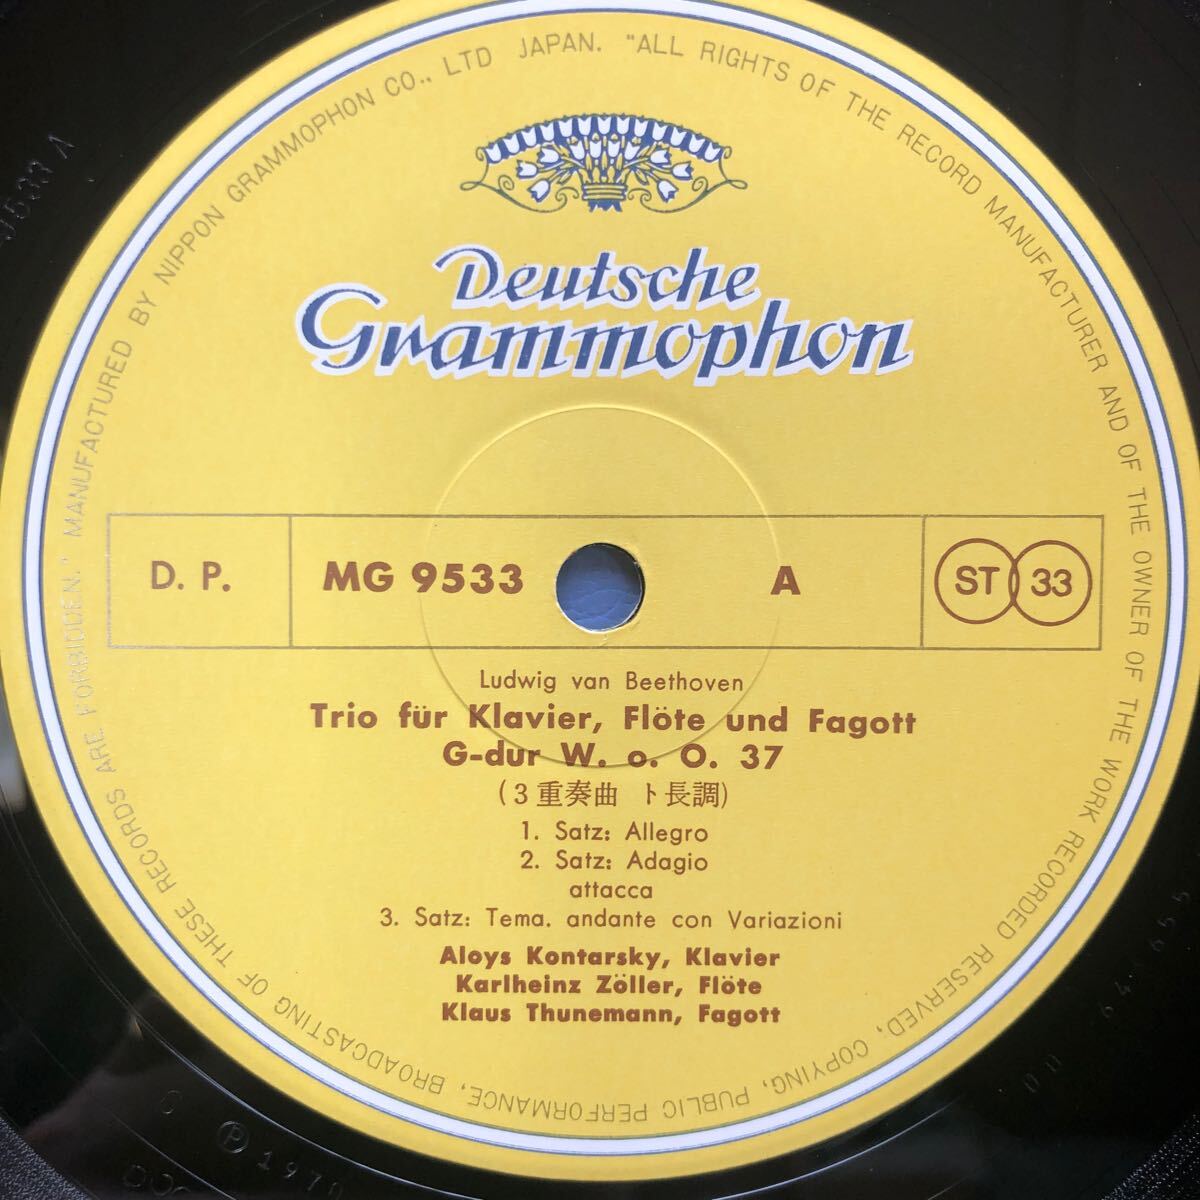 "ALL RIGHTS OF THE RECORD MANUFACTURER AND OF THE OWNER OF THE WORK RECORDED RESERVED, COPYING, PUBLIC PERFORMANCE, BROADCASTING OF THESE RECORDS ARE FORBIDDEN." MANUFACTURED BY NIPPON GRAMMOPHON CO., LTD JAPAN.
Deutsche
Grammophon
D. P. MG 9533 A ST 33
Ludwig van Beethoven
Trio für Klavier, Flöte und Fagott
G-dur W. o. O. 37
(3重奏曲 ト長調)
1. Satz: Allegro
2. Satz: Adagio
attacca
3. Satz: Tema. andante con Variazioni
Aloys Kontarsky, Klavier
Karlheinz Zöller, Flöte
Klaus Thunemann, Fagott
Ⓟ 1970